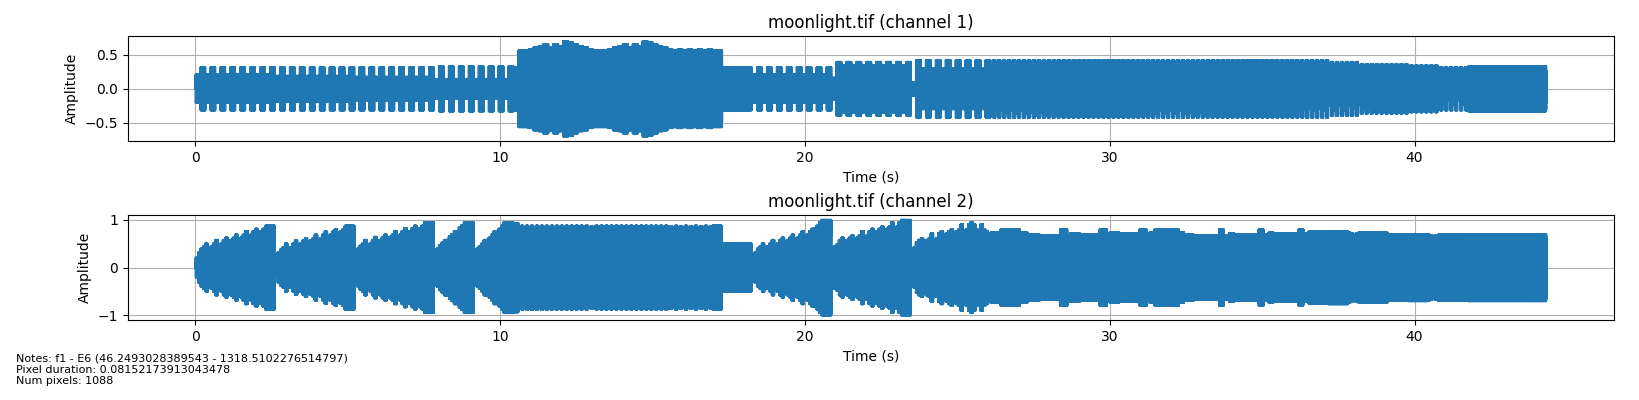 moonlight.tif (channel 1)
Amplitude
0.5
0.0
−0.5
0 10 20 30 40
Time (s)
moonlight.tif (channel 2)
Amplitude
1
0
−1
0 10 20 30 40
Time (s)
Notes: f1 - E6 (46.2493028389543 - 1318.5102276514797)
Pixel duration: 0.08152173913043478
Num pixels: 1088